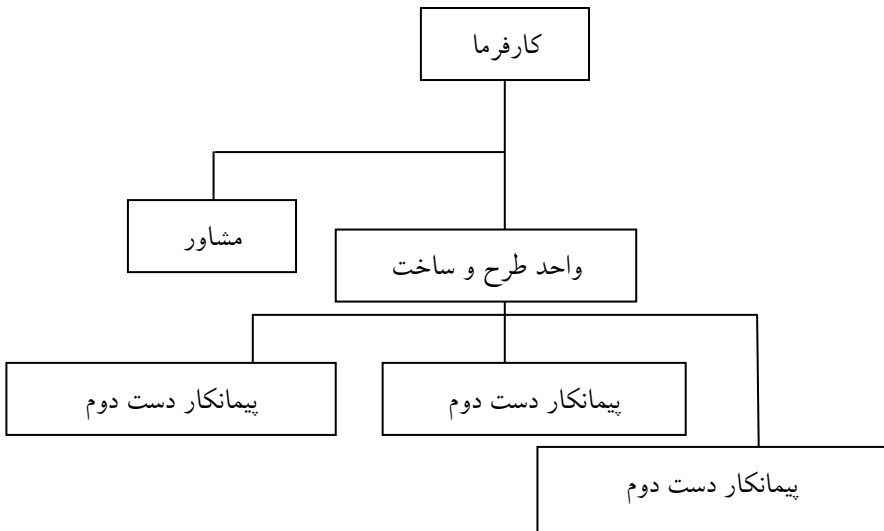 کارفرما
مشاور
واحد طرح و ساخت
پیمانکار دست دوم
پیمانکار دست دوم
پیمانکار دست دوم